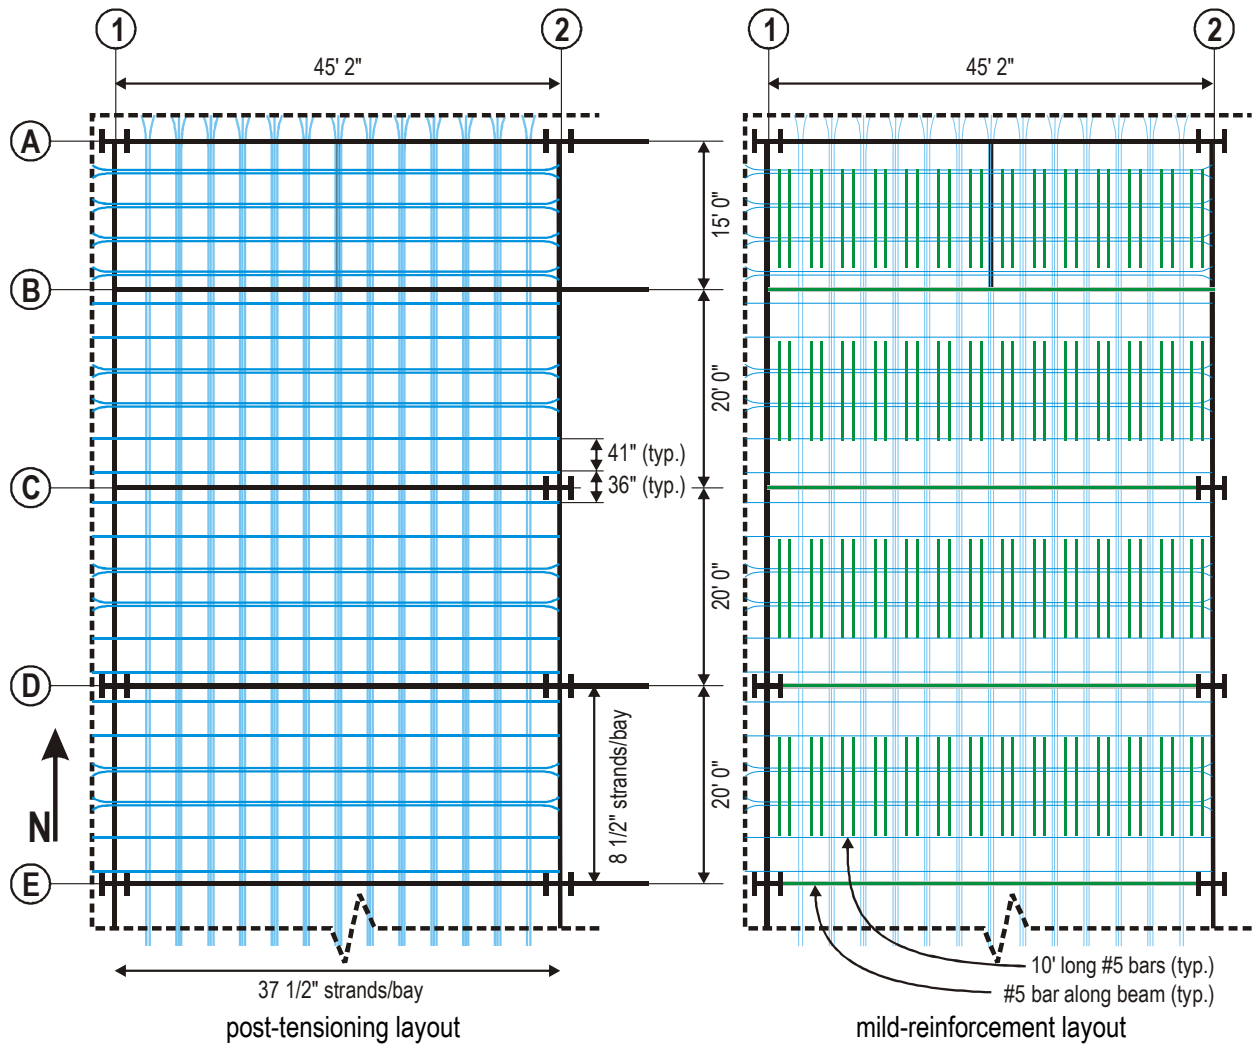 1
2
1
2
45' 2"
45' 2"
A
15' 0"
B
20' 0"
41" (typ.)
36" (typ.)
C
20' 0"
D
8 1/2" strands/bay
20' 0"
N
E
10' long #5 bars (typ.)
#5 bar along beam (typ.)
37 1/2" strands/bay
post-tensioning layout
mild-reinforcement layout